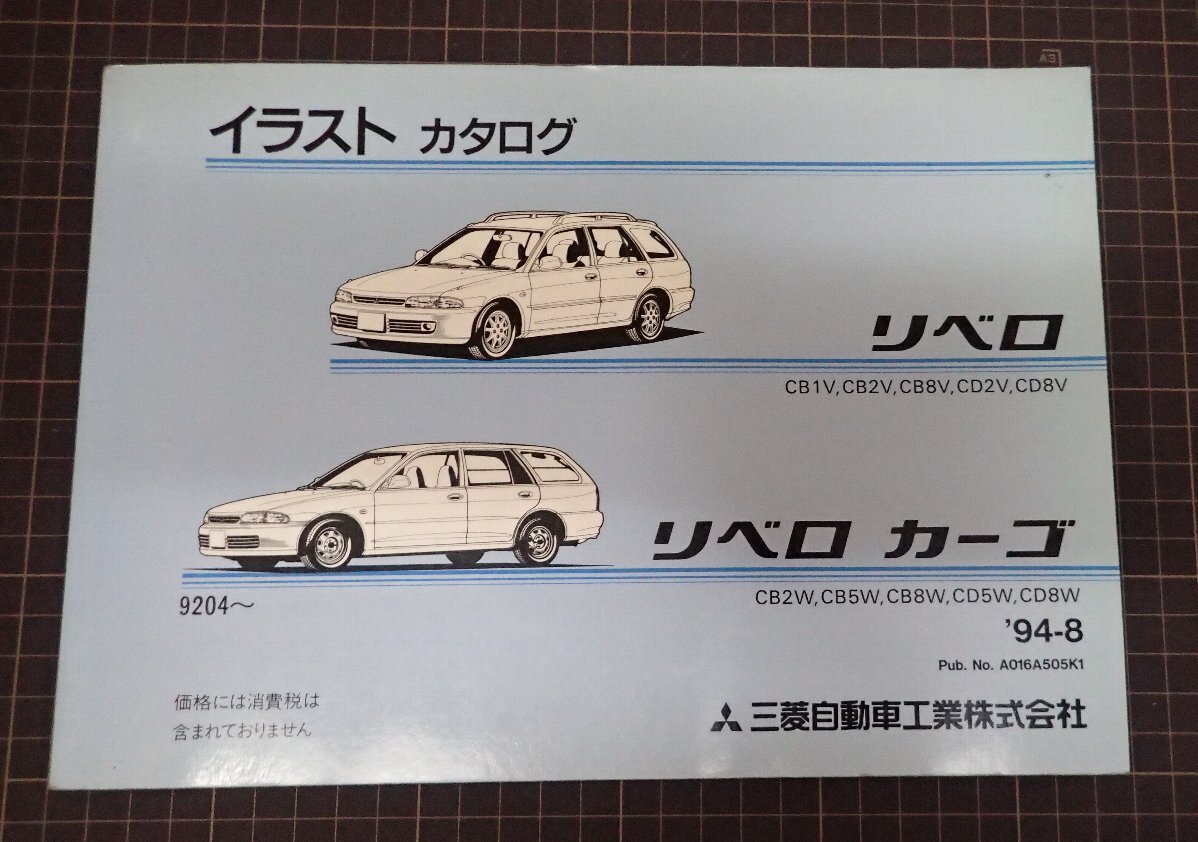 A3
イラスト カタログ
リベロ
CB1V,CB2V,CB8V,CD2V,CD8V
リベロ カーゴ
CB2W,CB5W,CB8W,CD5W,CD8W
9204～
'94-8
Pub. No. A016A505K1
価格には消費税は
含まれておりません
三菱自動車工業株式会社